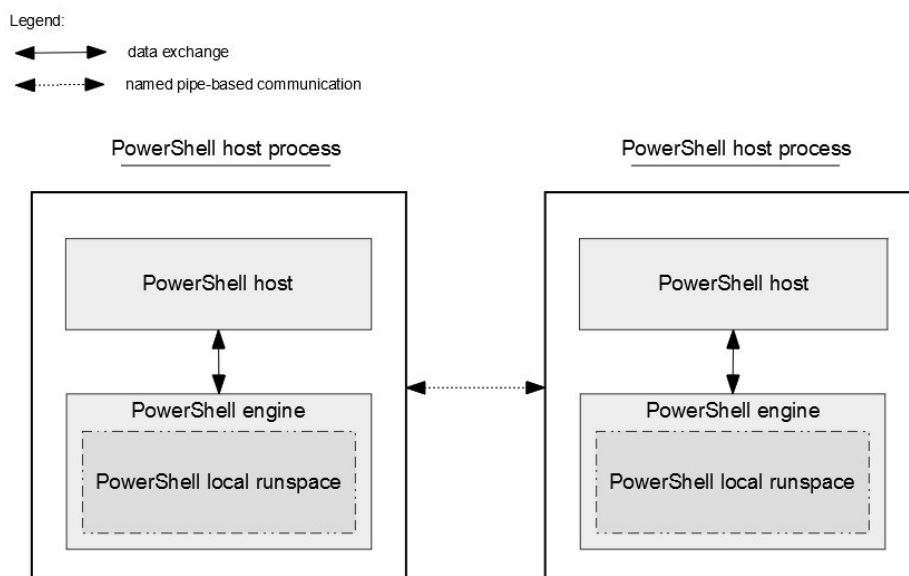 Legend:
data exchange
named pipe-based communication
PowerShell host process
PowerShell host process
PowerShell host
PowerShell host
PowerShell engine
PowerShell engine
PowerShell local runspace
PowerShell local runspace